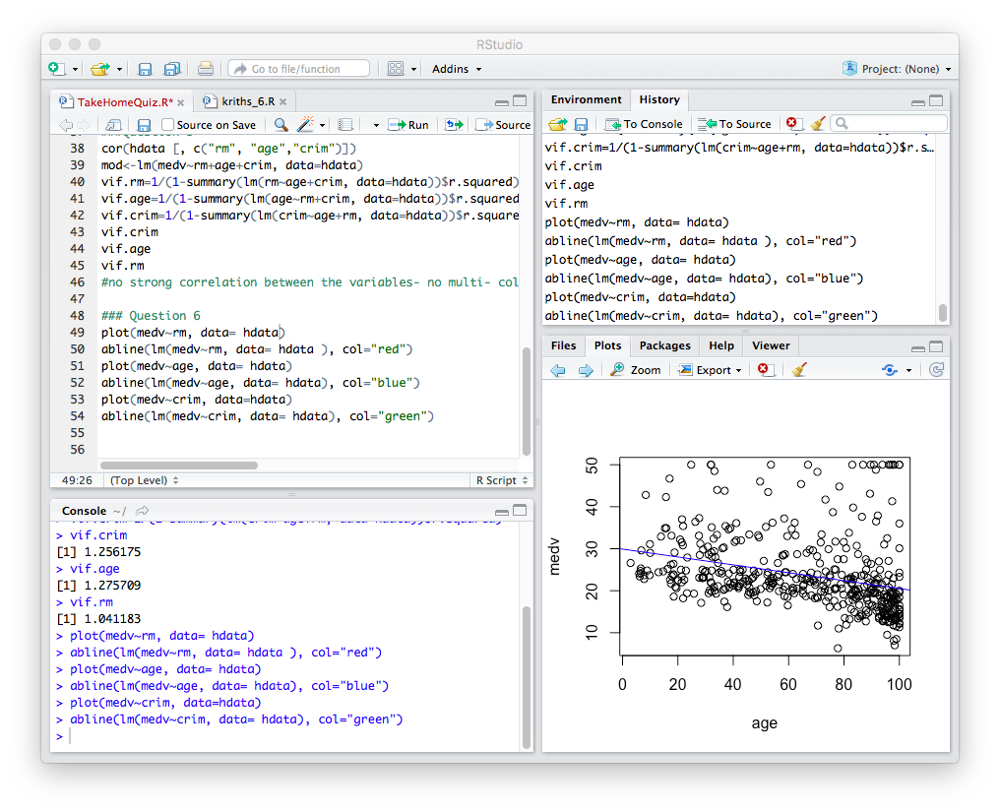 RStudio
Go to file/function
Addins
Project: (None)
TakeHomeQuiz.R*
kriths_6.R
Source on Save
Run
Source
38 cor(hdata [, c("rm", "age","crim")])
39 mod<-lm(medv~rm+age+crim, data=hdata)
40 vif.rm=1/(1-summary(lm(rm~age+crim, data=hdata))$r.squared)
41 vif.age=1/(1-summary(lm(age~rm+crim, data=hdata))$r.squared
42 vif.crim=1/(1-summary(lm(crim~age+rm, data=hdata))$r.square
43 vif.crim
44 vif.age
45 vif.rm
46 #no strong correlation between the variables- no multi- col
47
48 ### Question 6
49 plot(medv~rm, data= hdata)
50 abline(lm(medv~rm, data= hdata ), col="red")
51 plot(medv~age, data= hdata)
52 abline(lm(medv~age, data= hdata), col="blue")
53 plot(medv~crim, data=hdata)
54 abline(lm(medv~crim, data= hdata), col="green")
55
56
49:26
(Top Level)
R Script
Console ~/
> vif.crim
[1] 1.256175
> vif.age
[1] 1.275709
> vif.rm
[1] 1.041183
> plot(medv~rm, data= hdata)
> abline(lm(medv~rm, data= hdata ), col="red")
> plot(medv~age, data= hdata)
> abline(lm(medv~age, data= hdata), col="blue")
> plot(medv~crim, data=hdata)
> abline(lm(medv~crim, data= hdata), col="green")
>
Environment
History
To Console
To Source
vif.crim=1/(1-summary(lm(crim~age+rm, data=hdata))$r.s…
vif.crim
vif.age
vif.rm
plot(medv~rm, data= hdata)
abline(lm(medv~rm, data= hdata ), col="red")
plot(medv~age, data= hdata)
abline(lm(medv~age, data= hdata), col="blue")
plot(medv~crim, data=hdata)
abline(lm(medv~crim, data= hdata), col="green")
Files
Plots
Packages
Help
Viewer
Zoom
Export
50
40
30
20
10
medv
0 20 40 60 80 100
age